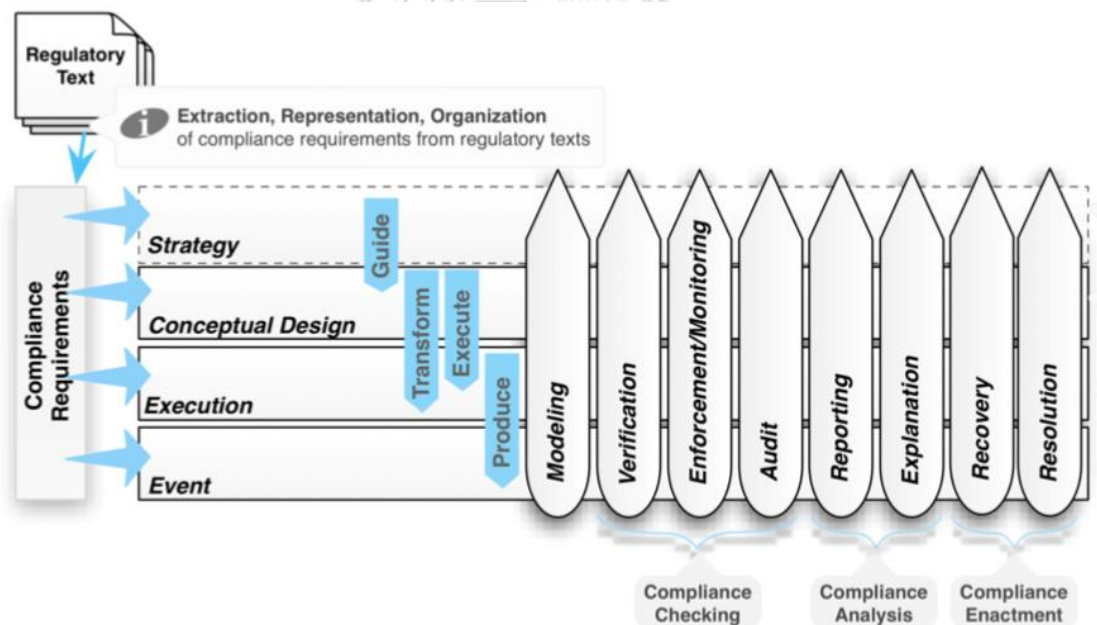 Regulatory
Text
Extraction, Representation, Organization
of compliance requirements from regulatory texts
Compliance
Requirements
Strategy
Conceptual Design
Execution
Event
Guide
Transform
Execute
Produce
Modeling
Verification
Enforcement/Monitoring
Audit
Reporting
Explanation
Recovery
Resolution
Compliance
Checking
Compliance
Analysis
Compliance
Enactment